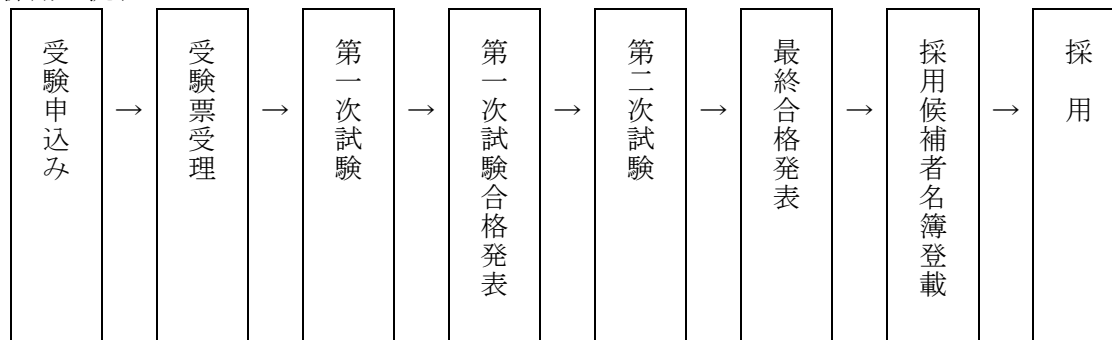 受験申込み
→
受験票受理
→
第一次試験
→
第一次試験合格発表
→
第二次試験
→
最終合格発表
→
採用候補者名簿登載
→
採用